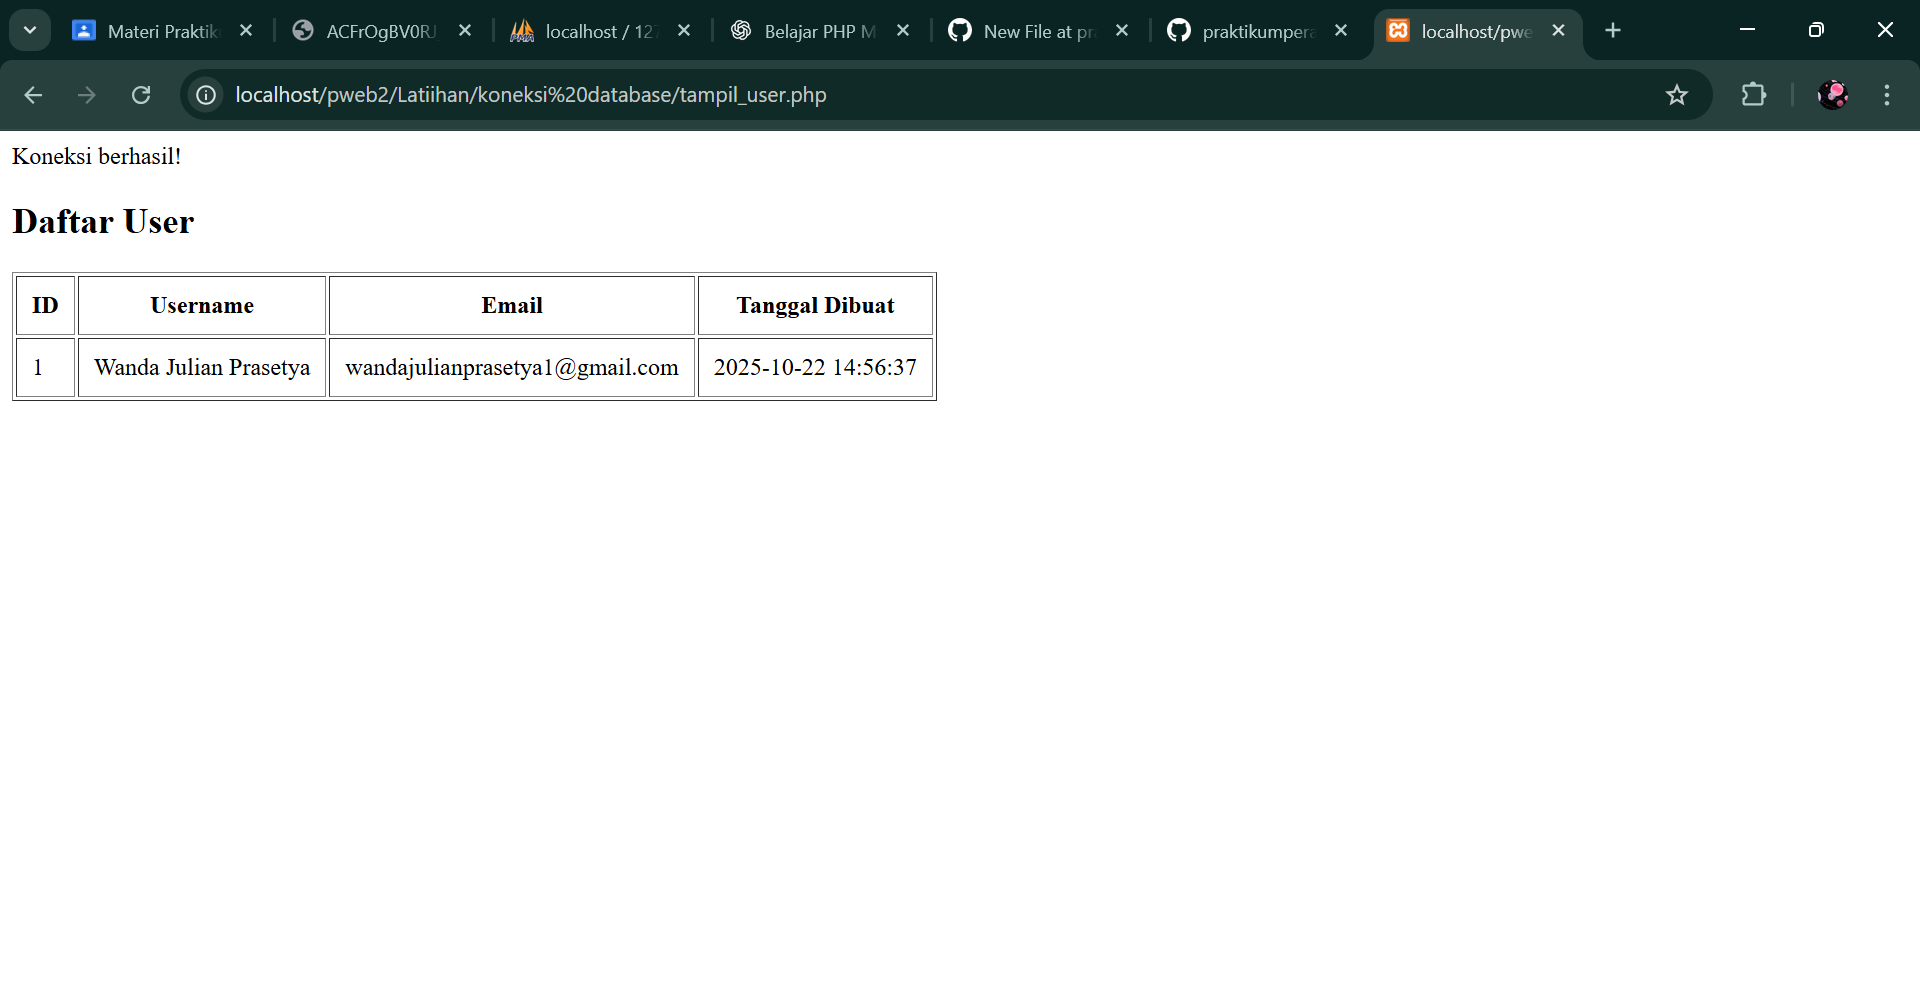 Materi Praktik
ACFrOgBV0RJ
localhost / 127
Belajar PHP M
New File at pra
praktikumpera
localhost/pwe
localhost/pweb2/Latiihan/koneksi%20database/tampil_user.php
Koneksi berhasil!
Daftar User
ID Username Email Tanggal Dibuat
1 Wanda Julian Prasetya wandajulianprasetya1@gmail.com 2025-10-22 14:56:37